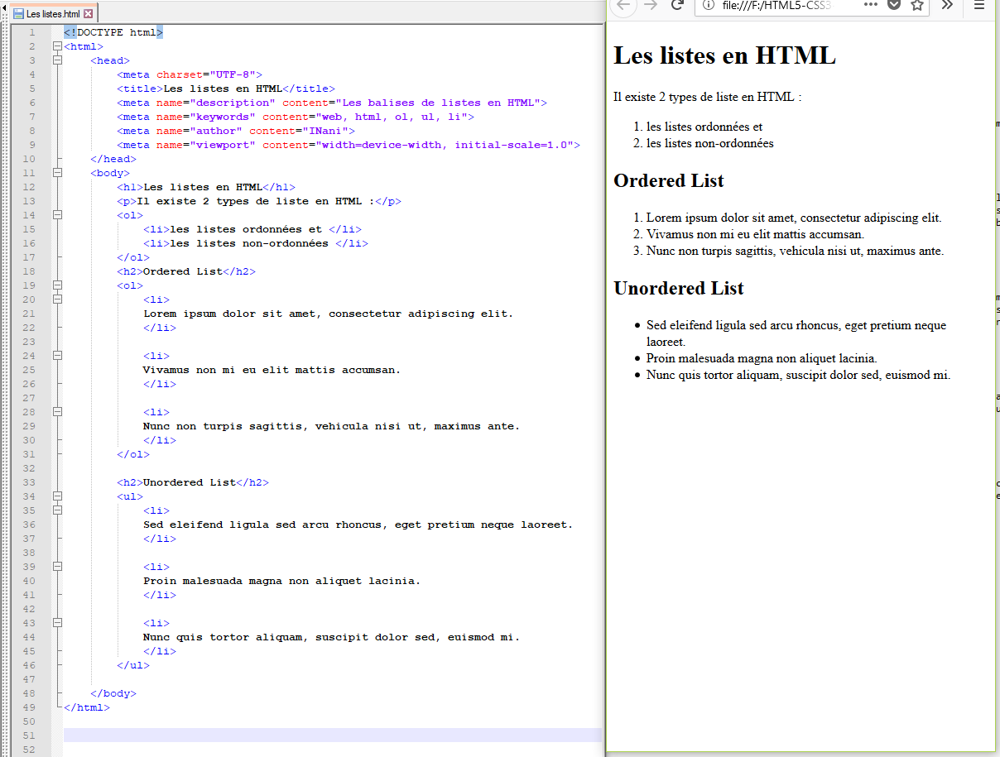 Les listes.html
1 <!DOCTYPE html>
2 <html>
3 <head>
4 <meta charset="UTF-8">
5 <title>Les listes en HTML</title>
6 <meta name="description" content="Les balises de listes en HTML">
7 <meta name="keywords" content="web, html, ol, ul, li">
8 <meta name="author" content="INani">
9 <meta name="viewport" content="width=device-width, initial-scale=1.0">
10 </head>
11 <body>
12 <h1>Les listes en HTML</h1>
13 <p>Il existe 2 types de liste en HTML :</p>
14 <ol>
15 <li>les listes ordonnées et </li>
16 <li>les listes non-ordonnées </li>
17 </ol>
18 <h2>Ordered List</h2>
19 <ol>
20 <li>
21 Lorem ipsum dolor sit amet, consectetur adipiscing elit.
22 </li>
23
24 <li>
25 Vivamus non mi eu elit mattis accumsan.
26 </li>
27
28 <li>
29 Nunc non turpis sagittis, vehicula nisi ut, maximus ante.
30 </li>
31 </ol>
32
33 <h2>Unordered List</h2>
34 <ul>
35 <li>
36 Sed eleifend ligula sed arcu rhoncus, eget pretium neque laoreet.
37 </li>
38
39 <li>
40 Proin malesuada magna non aliquet lacinia.
41 </li>
42
43 <li>
44 Nunc quis tortor aliquam, suscipit dolor sed, euismod mi.
45 </li>
46 </ul>
47
48 </body>
49 </html>
50
51
52
file:///F:/HTML5-CSS3
Les listes en HTML
Il existe 2 types de liste en HTML :
1. les listes ordonnées et
2. les listes non-ordonnées
Ordered List
1. Lorem ipsum dolor sit amet, consectetur adipiscing elit.
2. Vivamus non mi eu elit mattis accumsan.
3. Nunc non turpis sagittis, vehicula nisi ut, maximus ante.
Unordered List
• Sed eleifend ligula sed arcu rhoncus, eget pretium neque
laoreet.
• Proin malesuada magna non aliquet lacinia.
• Nunc quis tortor aliquam, suscipit dolor sed, euismod mi.